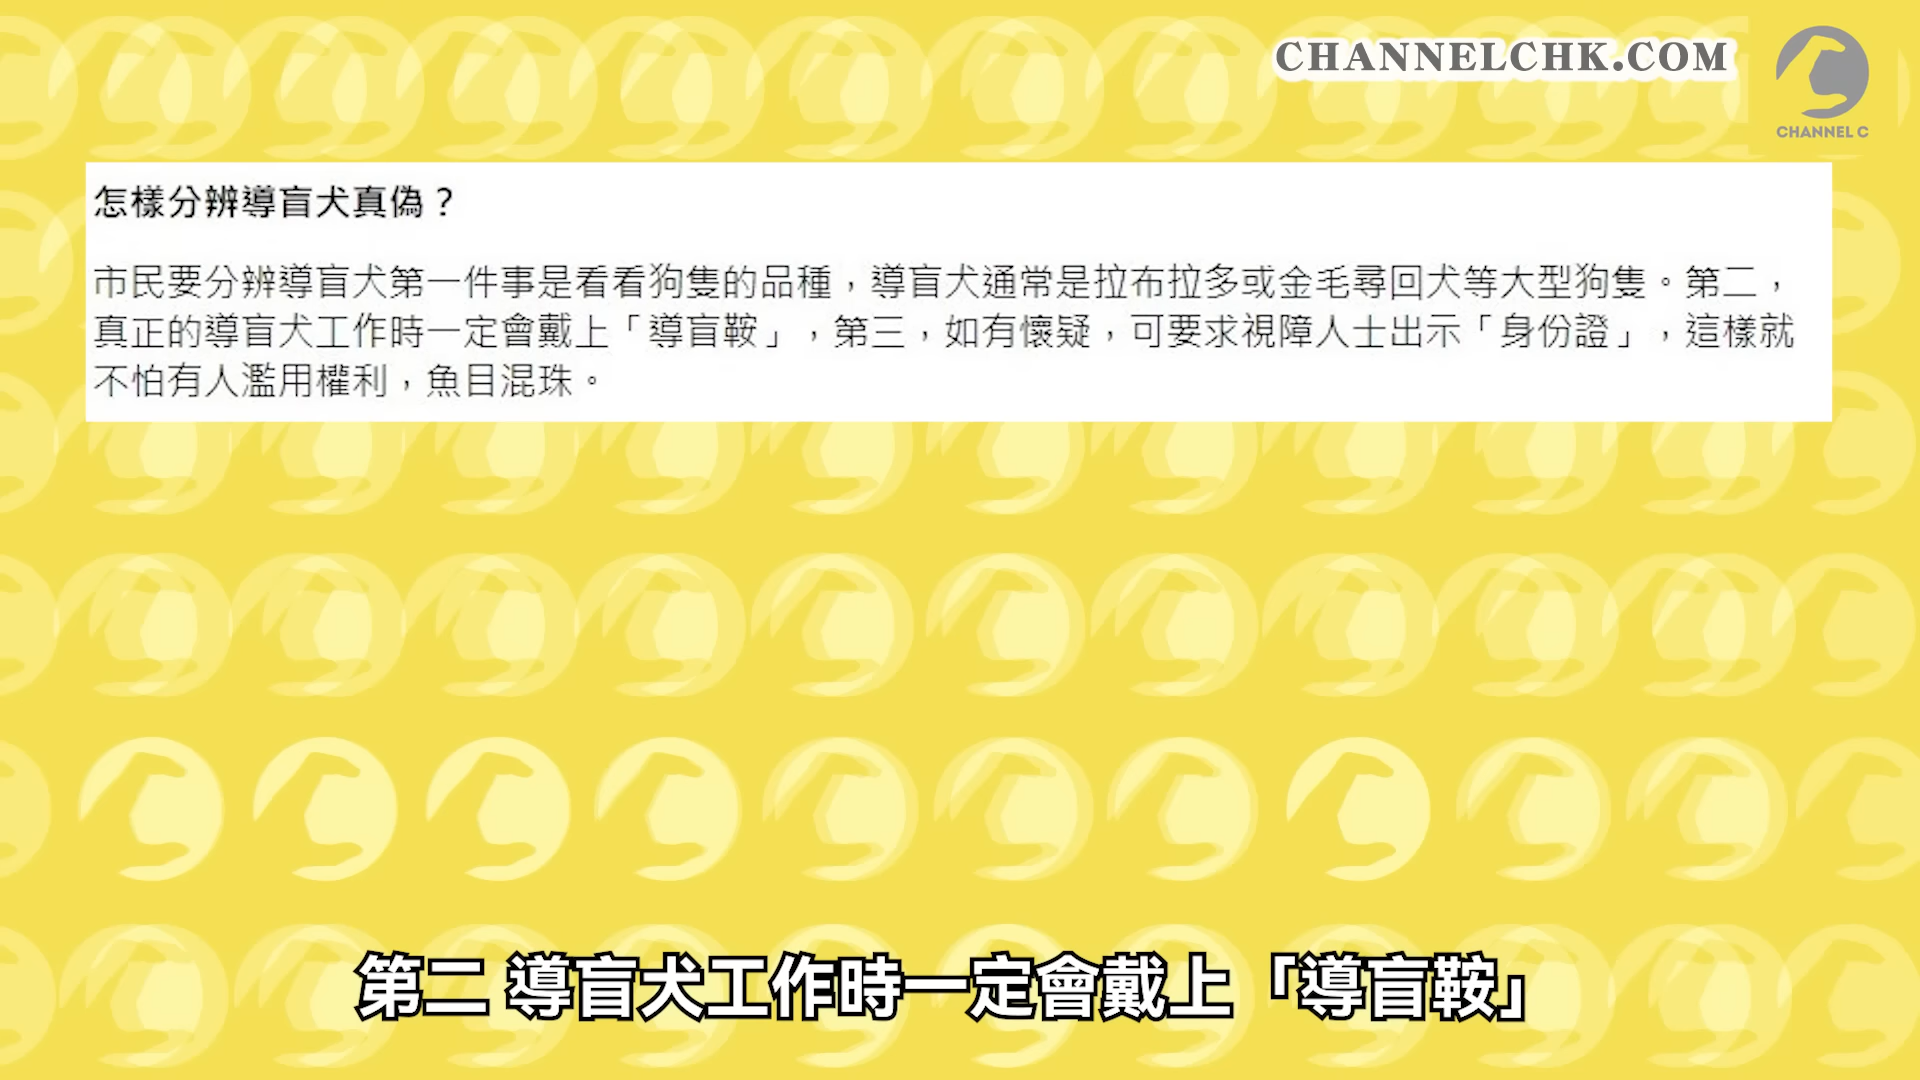 CHANNELCHK.COM
CHANNEL C
怎樣分辨導盲犬真偽？
市民要分辨導盲犬第一件事是看看狗隻的品種，導盲犬通常是拉布拉多或金毛尋回犬等大型狗隻。第二，
真正的導盲犬工作時一定會戴上「導盲鞍」，第三，如有懷疑，可要求視障人士出示「身份證」，這樣就
不怕有人濫用權利，魚目混珠。
第二 導盲犬工作時一定會戴上「導盲鞍」